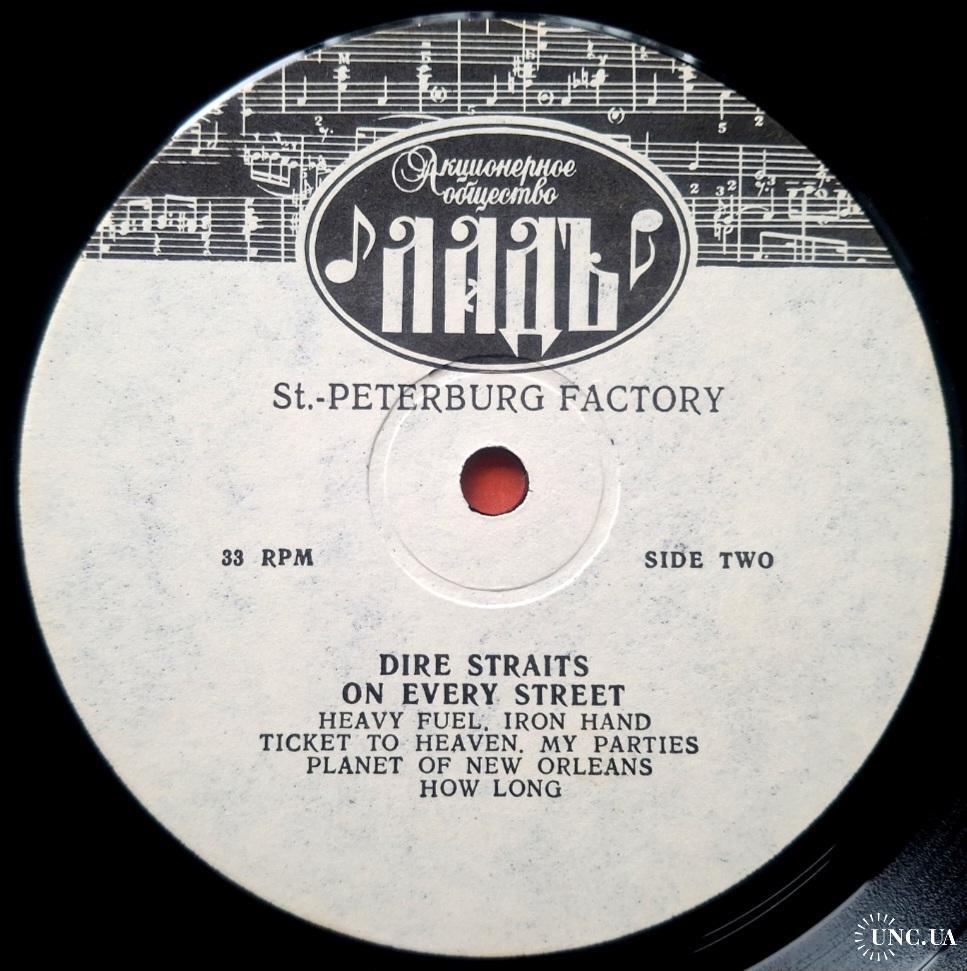 Акционерное
общество
ЛАДЪ
St.-PETERBURG FACTORY
33 RPM
SIDE TWO
DIRE STRAITS
ON EVERY STREET
HEAVY FUEL. IRON HAND
TICKET TO HEAVEN. MY PARTIES
PLANET OF NEW ORLEANS
HOW LONG
UNC.UA